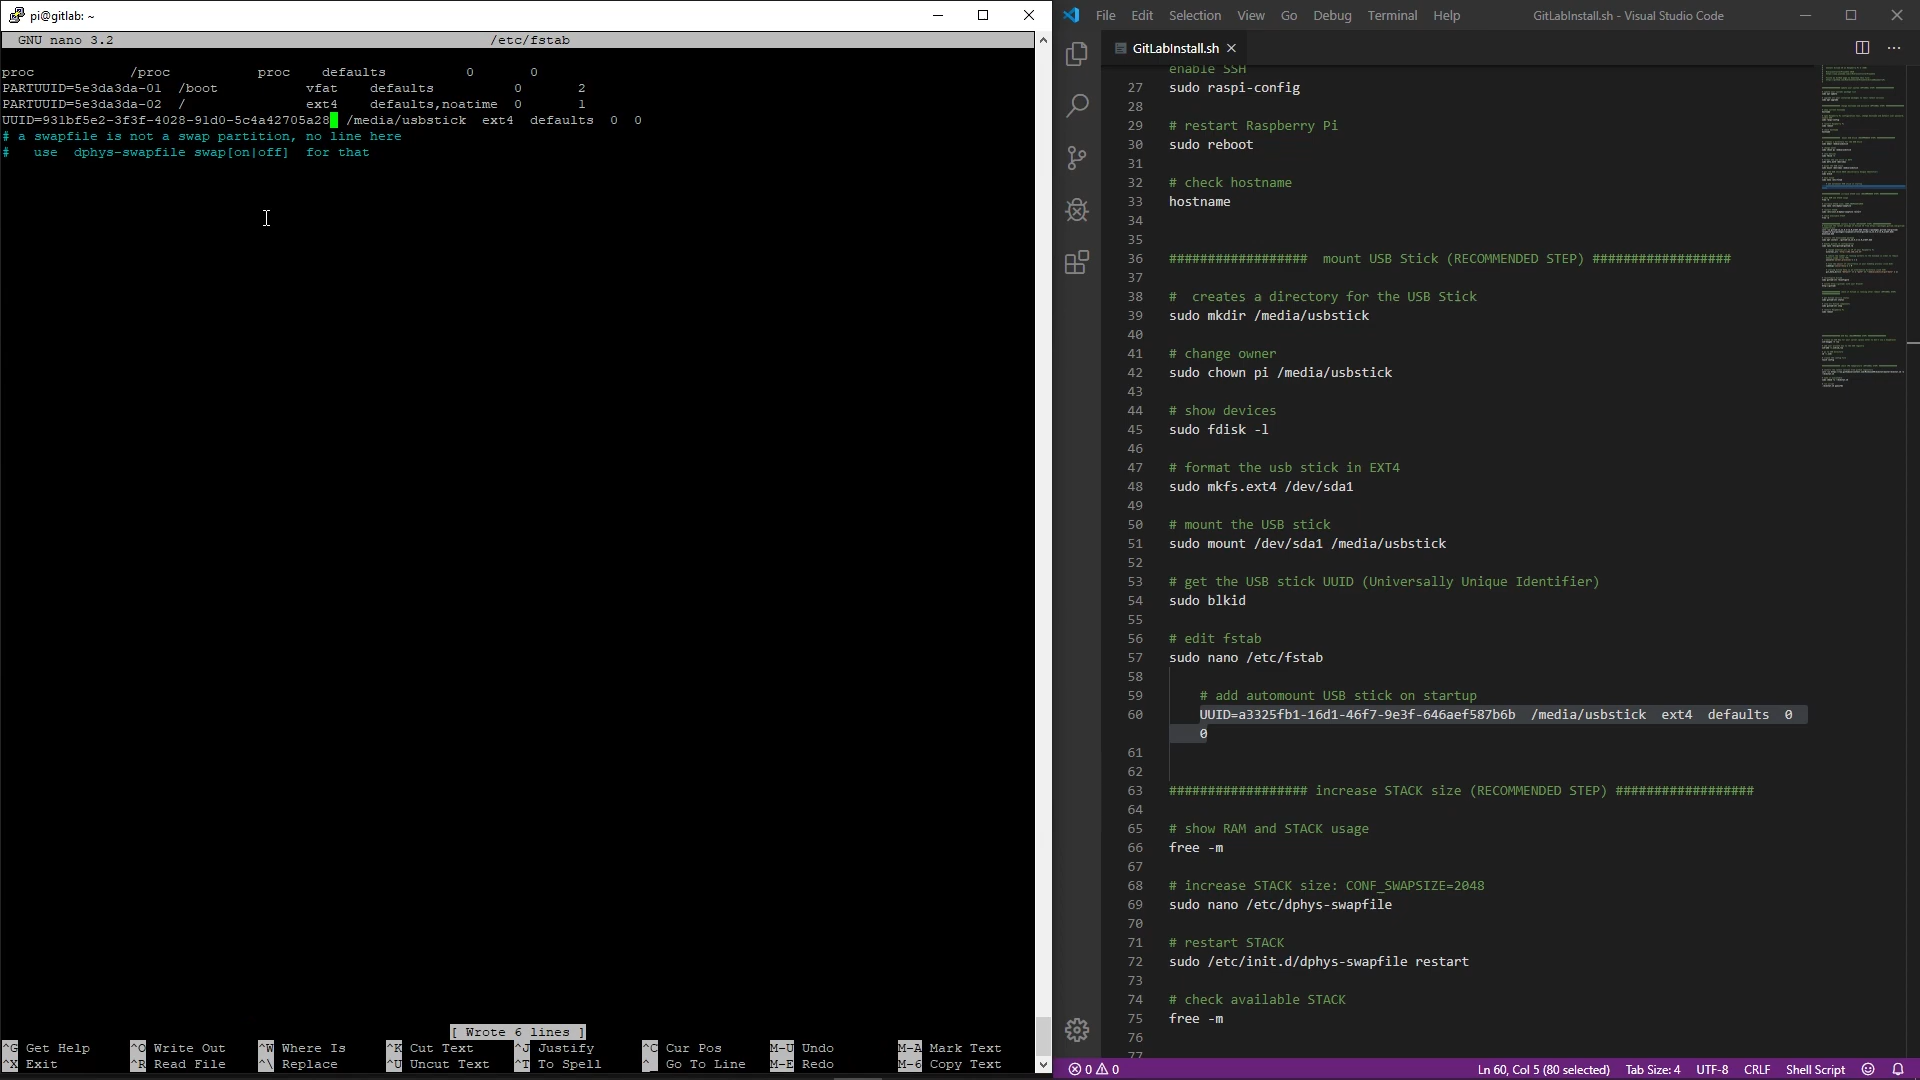 pi@gitlab: ~
GNU nano 3.2 /etc/fstab
proc /proc proc defaults 0 0
PARTUUID=5e3da3da-01 /boot vfat defaults 0 2
PARTUUID=5e3da3da-02 / ext4 defaults,noatime 0 1
UUID=931bf5e2-3f3f-4028-91d0-5c4a42705a28 /media/usbstick ext4 defaults 0 0
# a swapfile is not a swap partition, no line here
# use dphys-swapfile swap[on|off] for that
[ Wrote 6 lines ]
^G Get Help ^O Write Out ^W Where Is ^K Cut Text ^J Justify ^C Cur Pos M-U Undo M-A Mark Text
^X Exit ^R Read File ^\ Replace ^U Uncut Text ^T To Spell ^_ Go To Line M-E Redo M-6 Copy Text
File Edit Selection View Go Debug Terminal Help GitLabInstall.sh - Visual Studio Code
GitLabInstall.sh
enable SSH
27 sudo raspi-config
28
29 # restart Raspberry Pi
30 sudo reboot
31
32 # check hostname
33 hostname
34
35
36 ################## mount USB Stick (RECOMMENDED STEP) ##################
37
38 # creates a directory for the USB Stick
39 sudo mkdir /media/usbstick
40
41 # change owner
42 sudo chown pi /media/usbstick
43
44 # show devices
45 sudo fdisk -l
46
47 # format the usb stick in EXT4
48 sudo mkfs.ext4 /dev/sda1
49
50 # mount the USB stick
51 sudo mount /dev/sda1 /media/usbstick
52
53 # get the USB stick UUID (Universally Unique Identifier)
54 sudo blkid
55
56 # edit fstab
57 sudo nano /etc/fstab
58
59 # add automount USB stick on startup
60 UUID=a3325fb1-16d1-46f7-9e3f-646aef587b6b /media/usbstick ext4 defaults 0
0
61
62
63 ################## increase STACK size (RECOMMENDED STEP) ##################
64
65 # show RAM and STACK usage
66 free -m
67
68 # increase STACK size: CONF_SWAPSIZE=2048
69 sudo nano /etc/dphys-swapfile
70
71 # restart STACK
72 sudo /etc/init.d/dphys-swapfile restart
73
74 # check available STACK
75 free -m
76
77
0 0 Ln 60, Col 5 (80 selected) Tab Size: 4 UTF-8 CRLF Shell Script